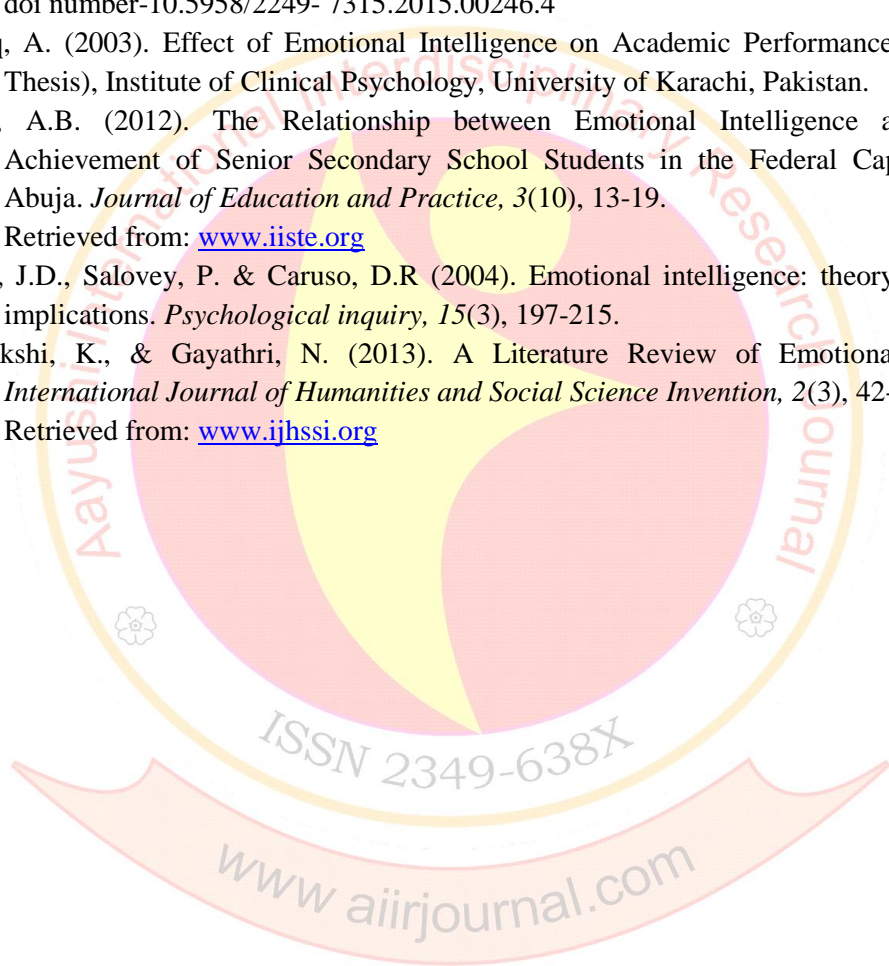 doi number-10.5958/2249- 7315.2015.00246.4
q, A. (2003). Effect of Emotional Intelligence on Academic Performance
Thesis), Institute of Clinical Psychology, University of Karachi, Pakistan.
, A.B. (2012). The Relationship between Emotional Intelligence a
Achievement of Senior Secondary School Students in the Federal Cap
Abuja. Journal of Education and Practice, 3(10), 13-19.
Retrieved from: www.iiste.org
, J.D., Salovey, P. & Caruso, D.R (2004). Emotional intelligence: theory
implications. Psychological inquiry, 15(3), 197-215.
kshi, K., & Gayathri, N. (2013). A Literature Review of Emotiona
International Journal of Humanities and Social Science Invention, 2(3), 42-
Retrieved from: www.ijhssi.org
Aayushi International Interdisciplinary Research Journal
ISSN 2349-638X
www aiirjournal.com